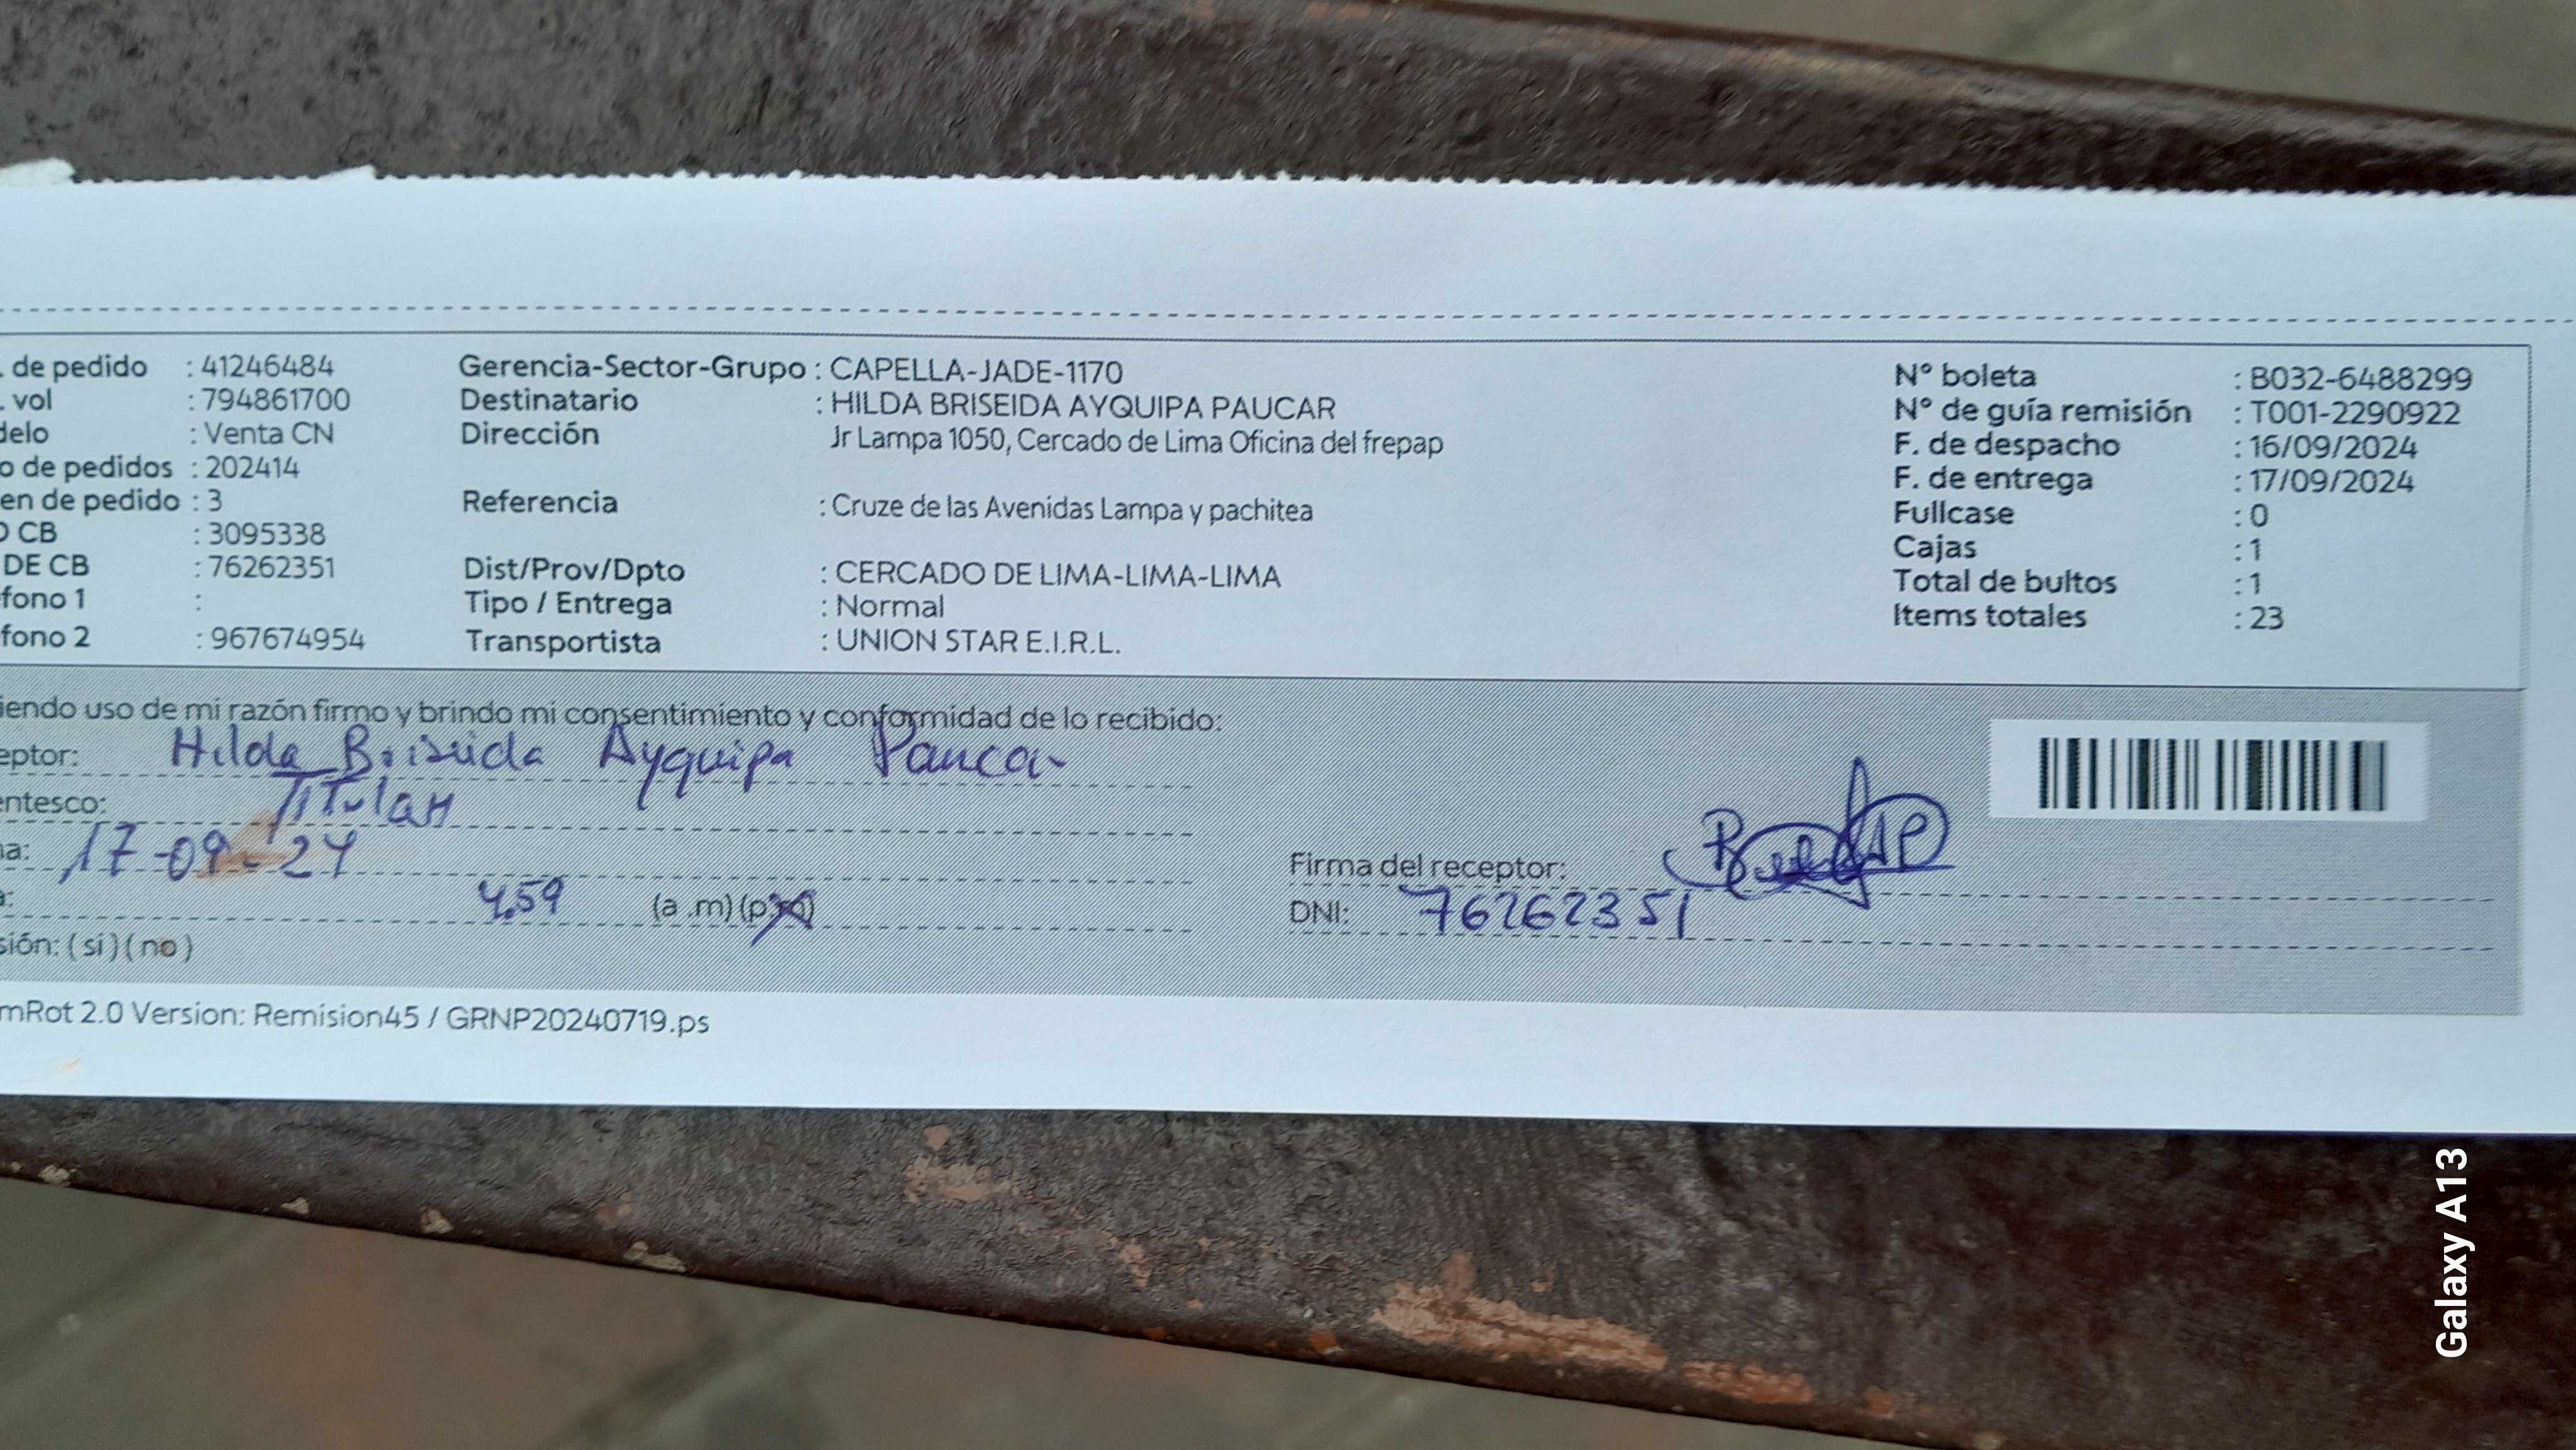 . de pedido : 41246484 Gerencia-Sector-Grupo : CAPELLA-JADE-1170 N° boleta : B032-6488299
. vol : 794861700 Destinatario : HILDA BRISEIDA AYQUIPA PAUCAR N° de guía remisión : T001-2290922
delo : Venta CN Dirección Jr Lampa 1050, Cercado de Lima Oficina del frepap F. de despacho : 16/09/2024
o de pedidos : 202414 F. de entrega : 17/09/2024
en de pedido : 3 Referencia : Cruze de las Avenidas Lampa y pachitea Fullcase : 0
O CB : 3095338 Cajas : 1
DE CB : 76262351 Dist/Prov/Dpto : CERCADO DE LIMA-LIMA-LIMA Total de bultos : 1
fono 1 : Tipo / Entrega : Normal Items totales : 23
fono 2 : 967674954 Transportista : UNION STAR E.I.R.L.
iendo uso de mi razón firmo y brindo mi consentimiento y conformidad de lo recibido:
eptor: Hilda Briseida Ayquipa Paucar
entesco: Titular
na: 17-09-24
a: 4.59 (a .m) (p.m)
Firma del receptor:
DNI: 76262351
sión: ( sí ) ( no )
mRot 2.0 Version: Remision45 / GRNP20240719.ps
Galaxy A13